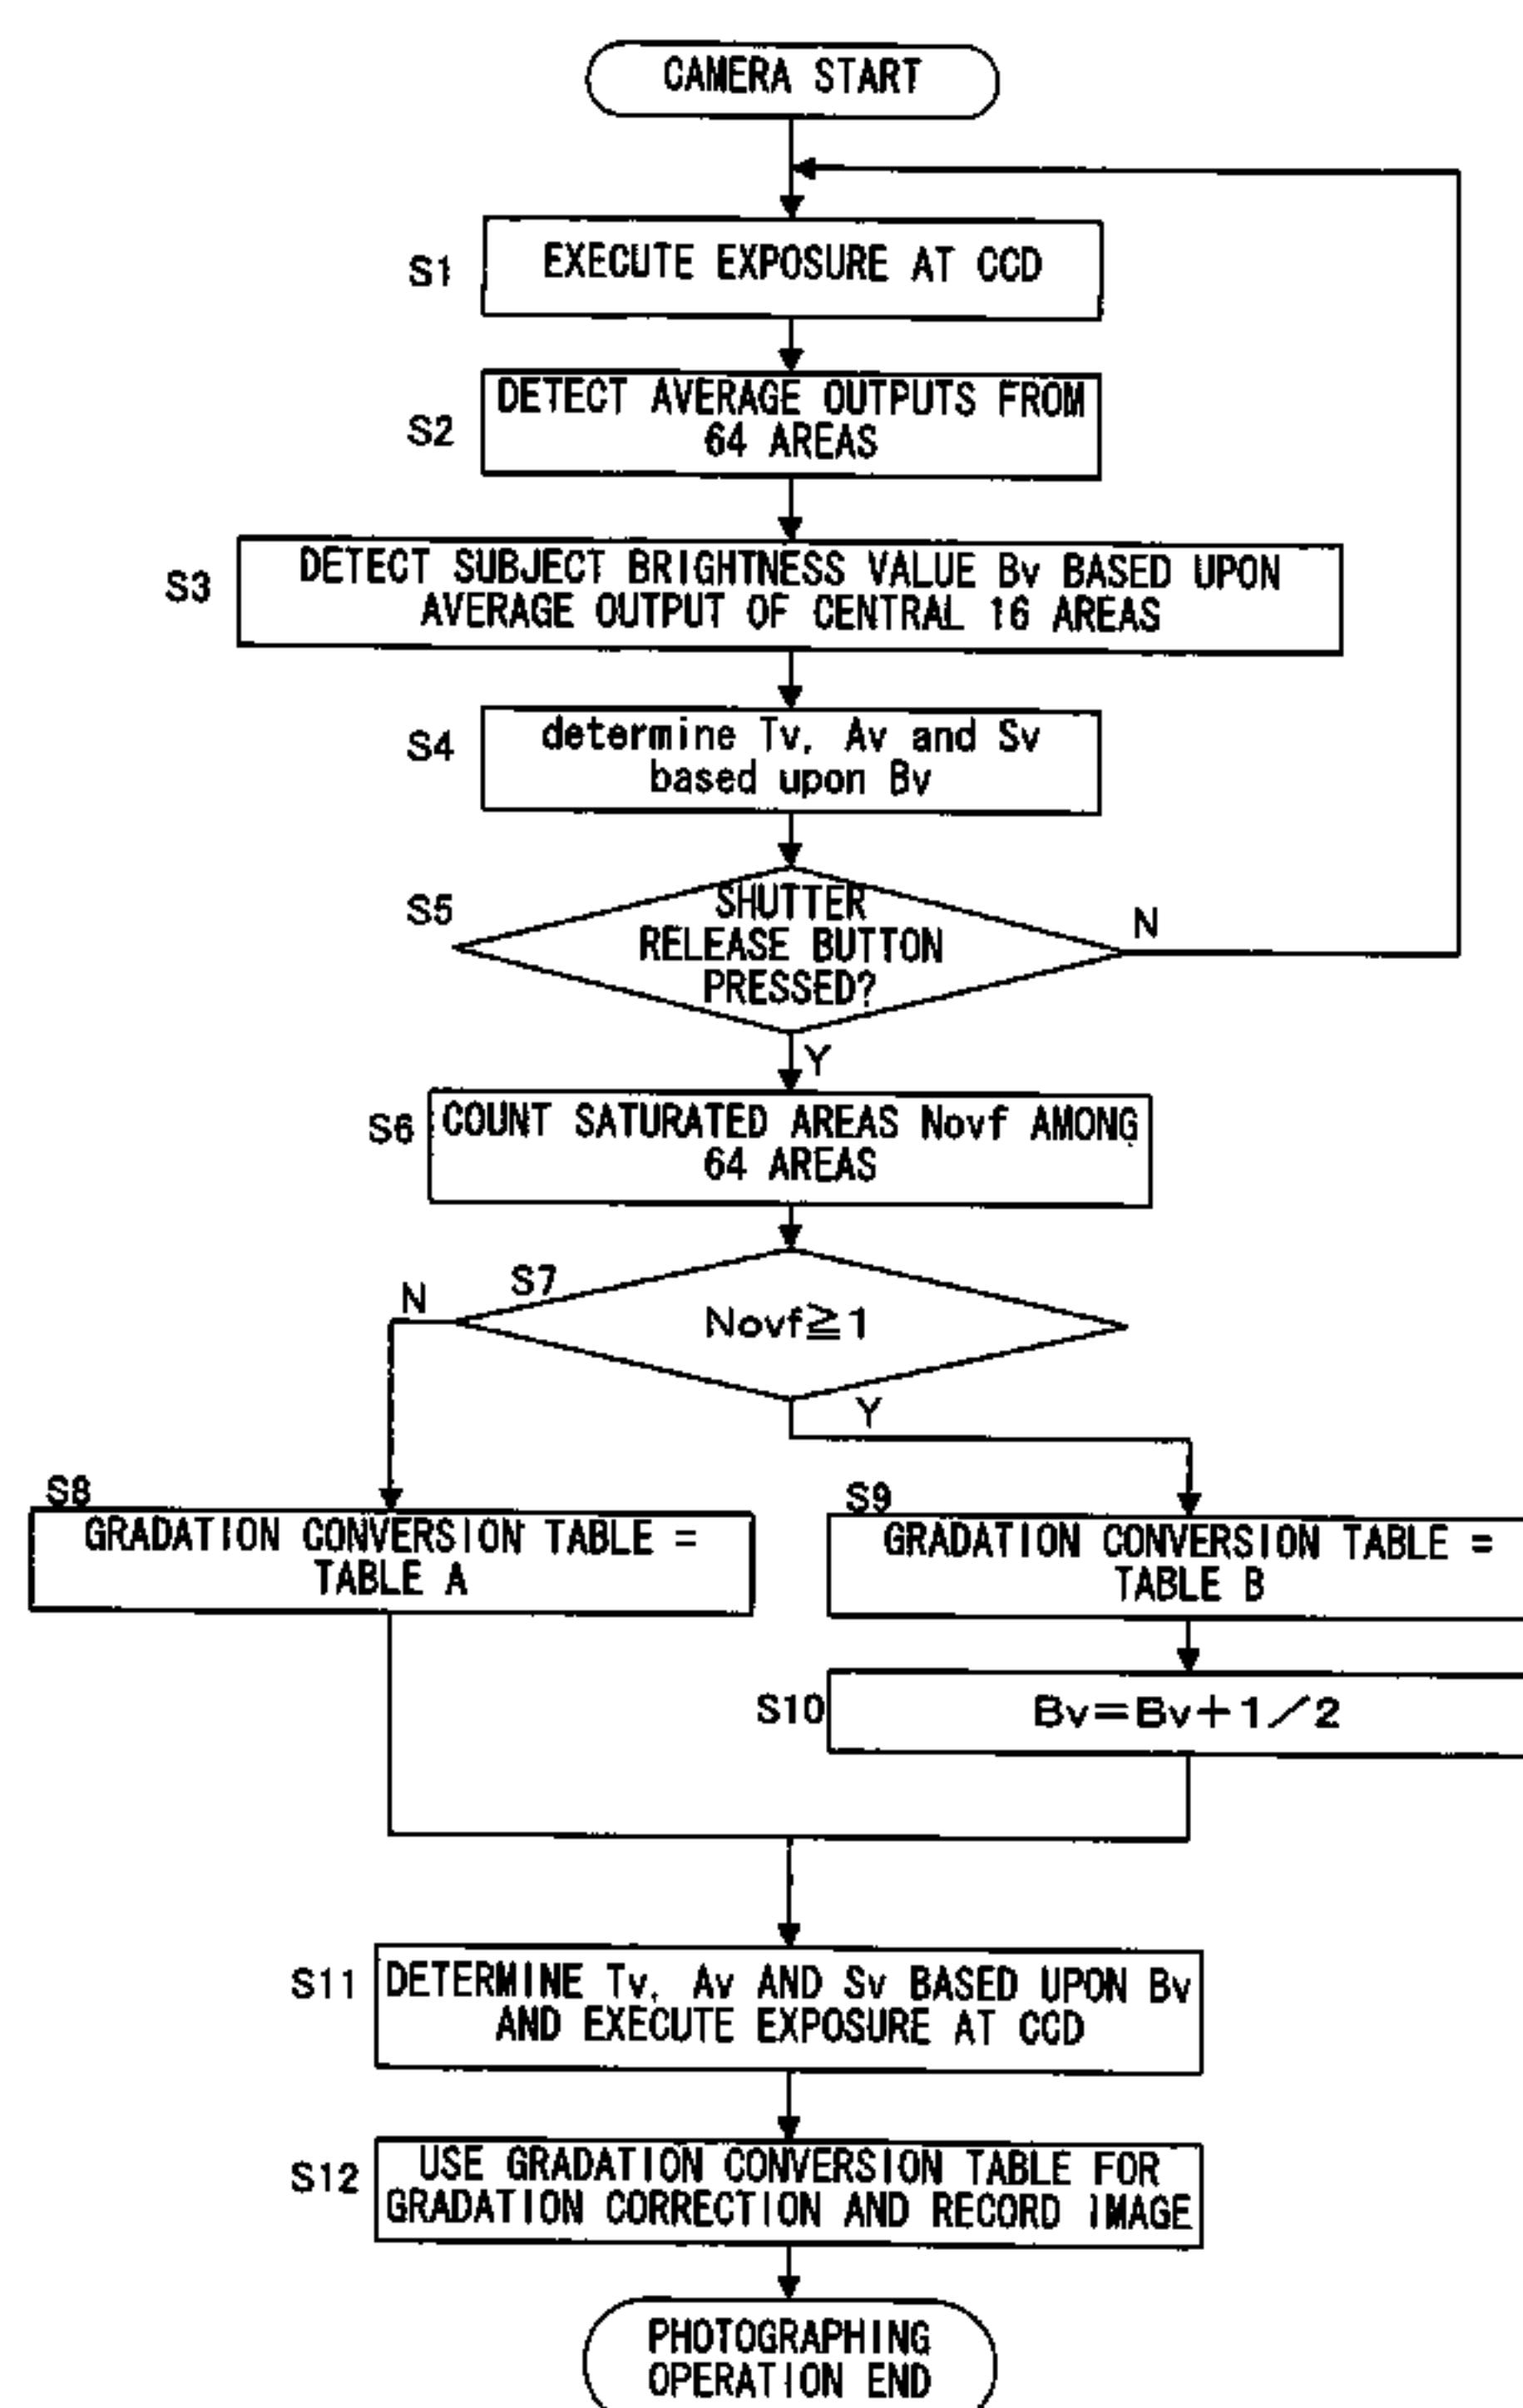 CAMERA START
S1
EXECUTE EXPOSURE AT CCD
S2
DETECT AVERAGE OUTPUTS FROM
64 AREAS
S3
DETECT SUBJECT BRIGHTNESS VALUE Bv BASED UPON
AVERAGE OUTPUT OF CENTRAL 16 AREAS
S4
determine Tv, Av and Sv
based upon Bv
S5
SHUTTER
RELEASE BUTTON
PRESSED?
N
Y
S6
COUNT SATURATED AREAS Novf AMONG
64 AREAS
S7
N
Novf≧1
Y
S8
GRADATION CONVERSION TABLE =
TABLE A
S9
GRADATION CONVERSION TABLE =
TABLE B
S10
Bv=Bv+1/2
S11
DETERMINE Tv, Av AND Sv BASED UPON Bv
AND EXECUTE EXPOSURE AT CCD
S12
USE GRADATION CONVERSION TABLE FOR
GRADATION CORRECTION AND RECORD IMAGE
PHOTOGRAPHING
OPERATION END